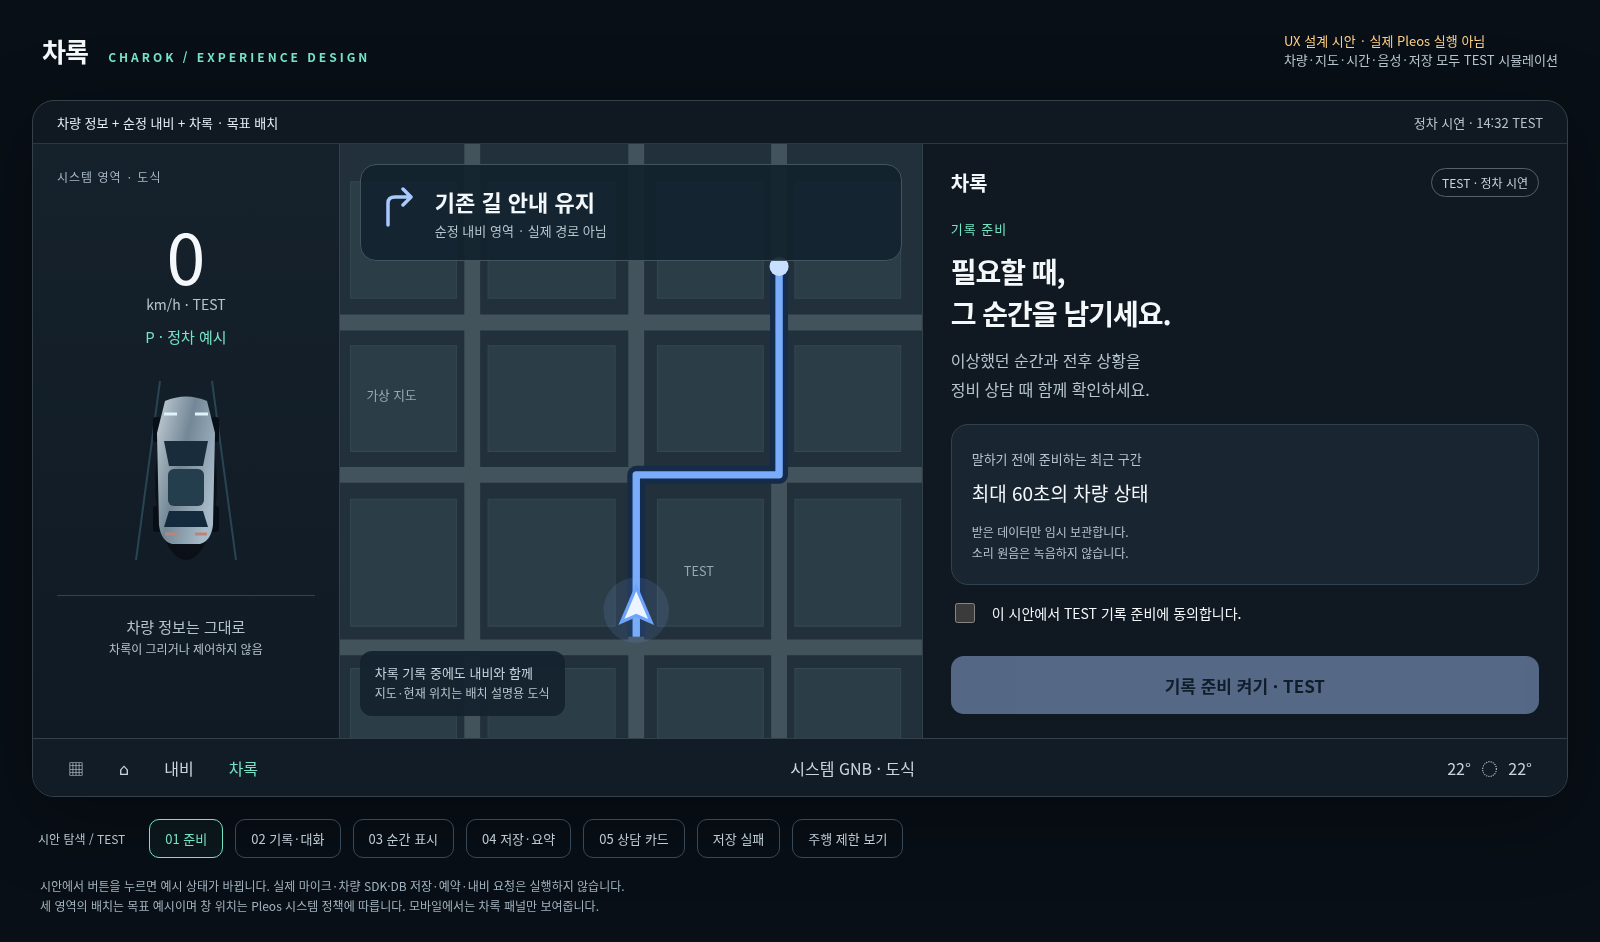 차록 CHAROK / EXPERIENCE DESIGN
UX 설계 시안 · 실제 Pleos 실행 아님
차량·지도·시간·음성·저장 모두 TEST 시뮬레이션
차량 정보 + 순정 내비 + 차록 · 목표 배치
정차 시연 · 14:32 TEST
시스템 영역 · 도식
0
km/h · TEST
P · 정차 예시
차량 정보는 그대로
차록이 그리거나 제어하지 않음
기존 길 안내 유지
순정 내비 영역 · 실제 경로 아님
가상 지도
TEST
차록 기록 중에도 내비와 함께
지도·현재 위치는 배치 설명용 도식
차록
TEST · 정차 시연
기록 준비
필요할 때,
그 순간을 남기세요.
이상했던 순간과 전후 상황을
정비 상담 때 함께 확인하세요.
말하기 전에 준비하는 최근 구간
최대 60초의 차량 상태
받은 데이터만 임시 보관합니다.
소리 원음은 녹음하지 않습니다.
이 시안에서 TEST 기록 준비에 동의합니다.
기록 준비 켜기 · TEST
내비 차록
시스템 GNB · 도식
22° 22°
시안 탐색 / TEST 01 준비 02 기록·대화 03 순간 표시 04 저장·요약 05 상담 카드 저장 실패 주행 제한 보기
시안에서 버튼을 누르면 예시 상태가 바뀝니다. 실제 마이크·차량 SDK·DB 저장·예약·내비 요청은 실행하지 않습니다.
세 영역의 배치는 목표 예시이며 창 위치는 Pleos 시스템 정책에 따릅니다. 모바일에서는 차록 패널만 보여줍니다.